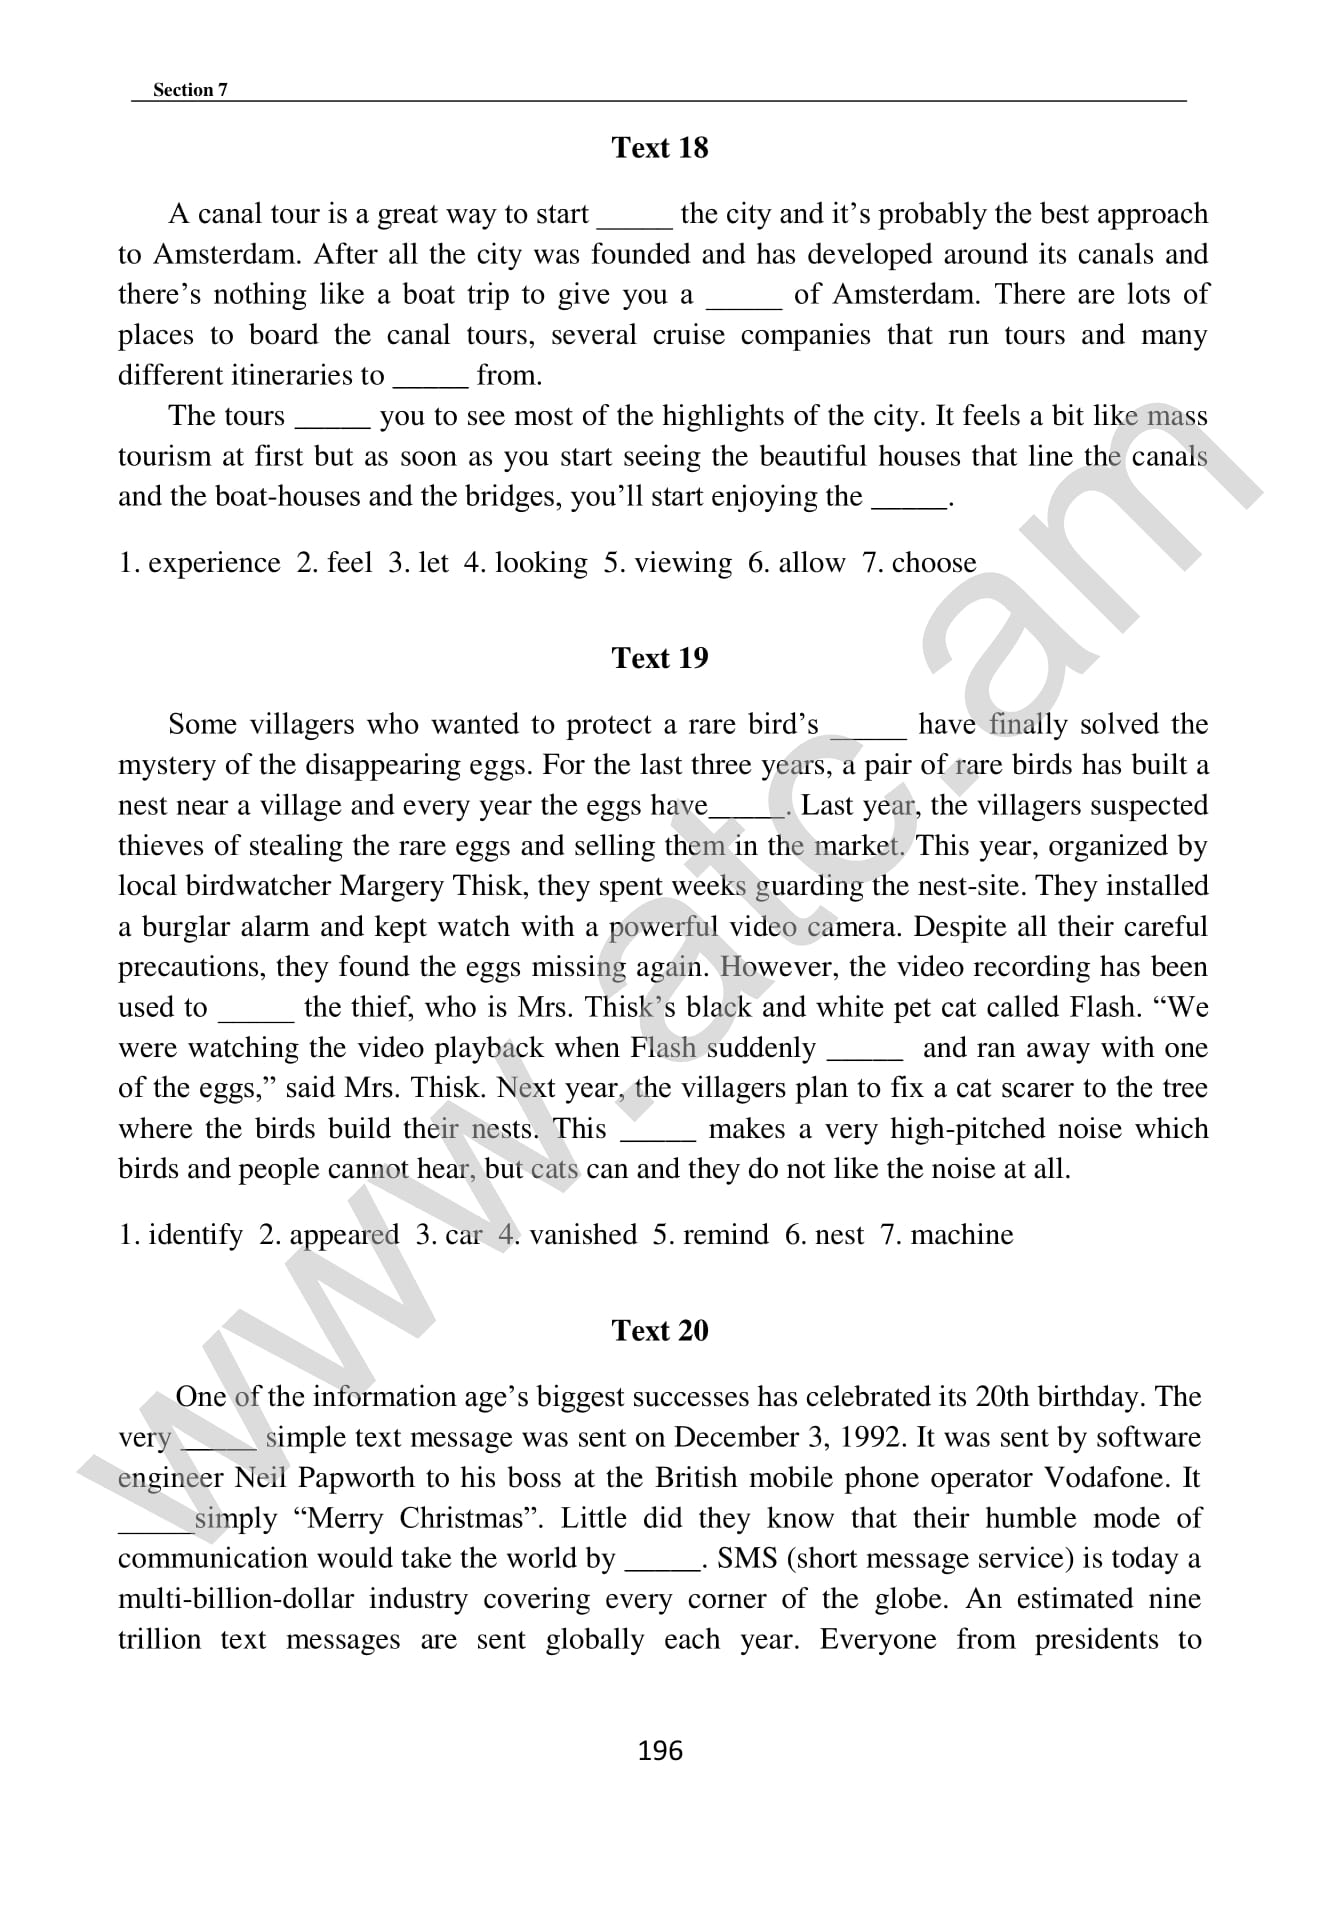 Section 7
Text 18
A canal tour is a great way to start _____ the city and it’s probably the best approach
to Amsterdam. After all the city was founded and has developed around its canals and
there’s nothing like a boat trip to give you a _____ of Amsterdam. There are lots of
places to board the canal tours, several cruise companies that run tours and many
different itineraries to _____ from.
The tours _____ you to see most of the highlights of the city. It feels a bit like mass
tourism at first but as soon as you start seeing the beautiful houses that line the canals
and the boat-houses and the bridges, you’ll start enjoying the _____.
1. experience 2. feel 3. let 4. looking 5. viewing 6. allow 7. choose
Text 19
Some villagers who wanted to protect a rare bird’s _____ have finally solved the
mystery of the disappearing eggs. For the last three years, a pair of rare birds has built a
nest near a village and every year the eggs have_____. Last year, the villagers suspected
thieves of stealing the rare eggs and selling them in the market. This year, organized by
local birdwatcher Margery Thisk, they spent weeks guarding the nest-site. They installed
a burglar alarm and kept watch with a powerful video camera. Despite all their careful
precautions, they found the eggs missing again. However, the video recording has been
used to _____ the thief, who is Mrs. Thisk’s black and white pet cat called Flash. “We
were watching the video playback when Flash suddenly _____ and ran away with one
of the eggs,” said Mrs. Thisk. Next year, the villagers plan to fix a cat scarer to the tree
where the birds build their nests. This _____ makes a very high-pitched noise which
birds and people cannot hear, but cats can and they do not like the noise at all.
1. identify 2. appeared 3. car 4. vanished 5. remind 6. nest 7. machine
Text 20
One of the information age’s biggest successes has celebrated its 20th birthday. The
very _____ simple text message was sent on December 3, 1992. It was sent by software
engineer Neil Papworth to his boss at the British mobile phone operator Vodafone. It
_____simply “Merry Christmas”. Little did they know that their humble mode of
communication would take the world by _____. SMS (short message service) is today a
multi-billion-dollar industry covering every corner of the globe. An estimated nine
trillion text messages are sent globally each year. Everyone from presidents to
196
www.atc.am